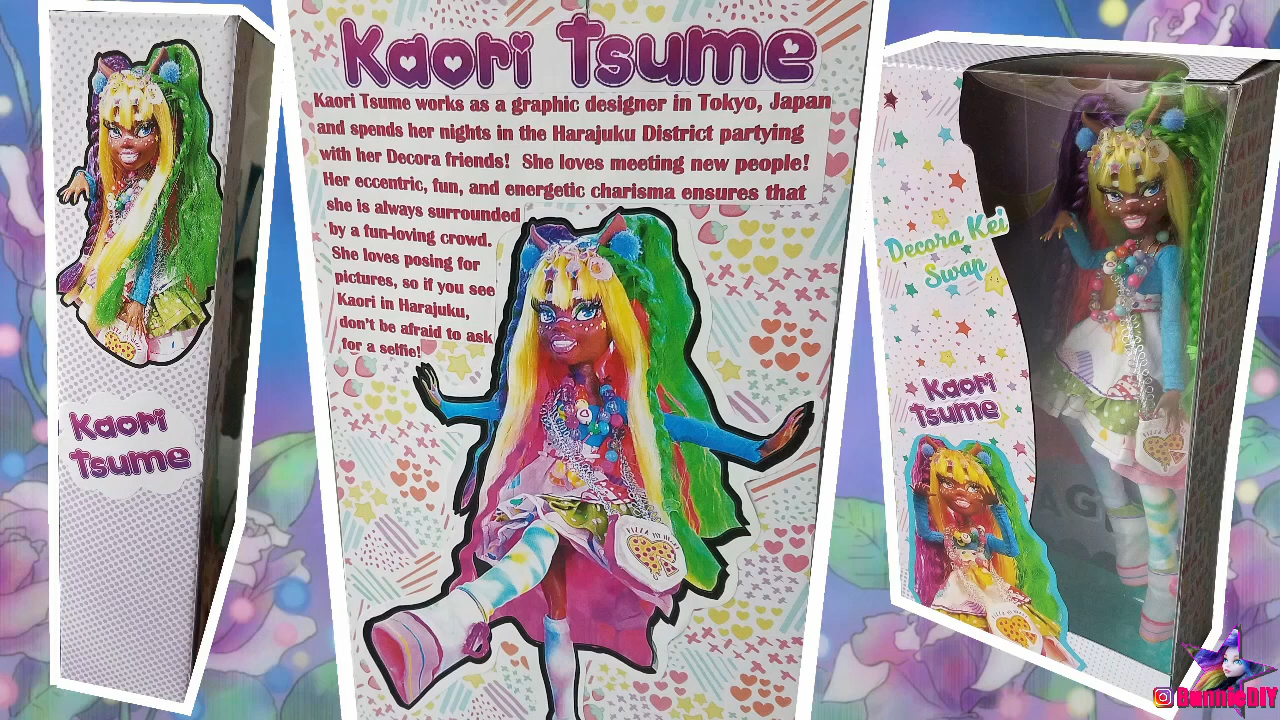 Kaori
Tsume
Kaori Tsume
Kaori Tsume works as a graphic designer in Tokyo, Japan
and spends her nights in the Harajuku District partying
with her Decora friends! She loves meeting new people!
Her eccentric, fun, and energetic charisma ensures that
she is always surrounded
by a fun-loving crowd.
She loves posing for
pictures, so if you see
Kaori in Harajuku,
don't be afraid to ask
for a selfie!
Decora Kei
Swap
Kaori
Tsume
BunnieDIY